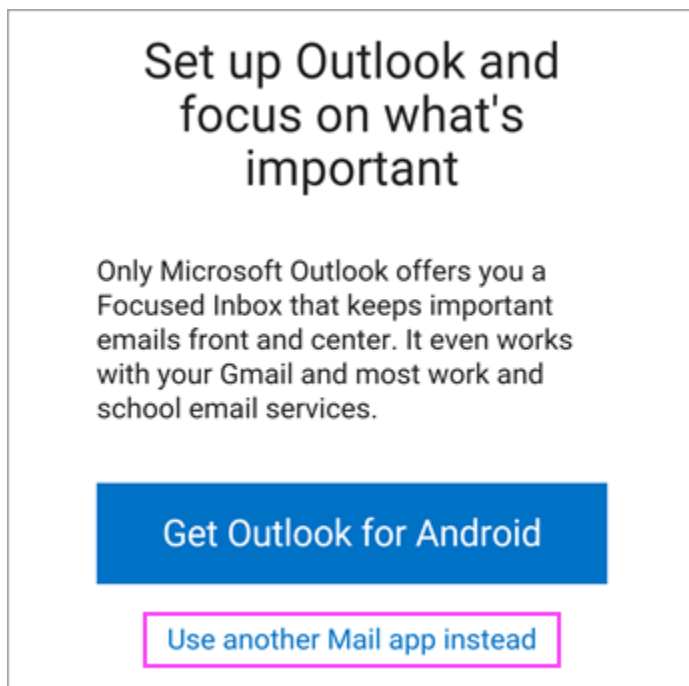 Set up Outlook and
focus on what's
important
Only Microsoft Outlook offers you a
Focused Inbox that keeps important
emails front and center. It even works
with your Gmail and most work and
school email services.
Get Outlook for Android
Use another Mail app instead